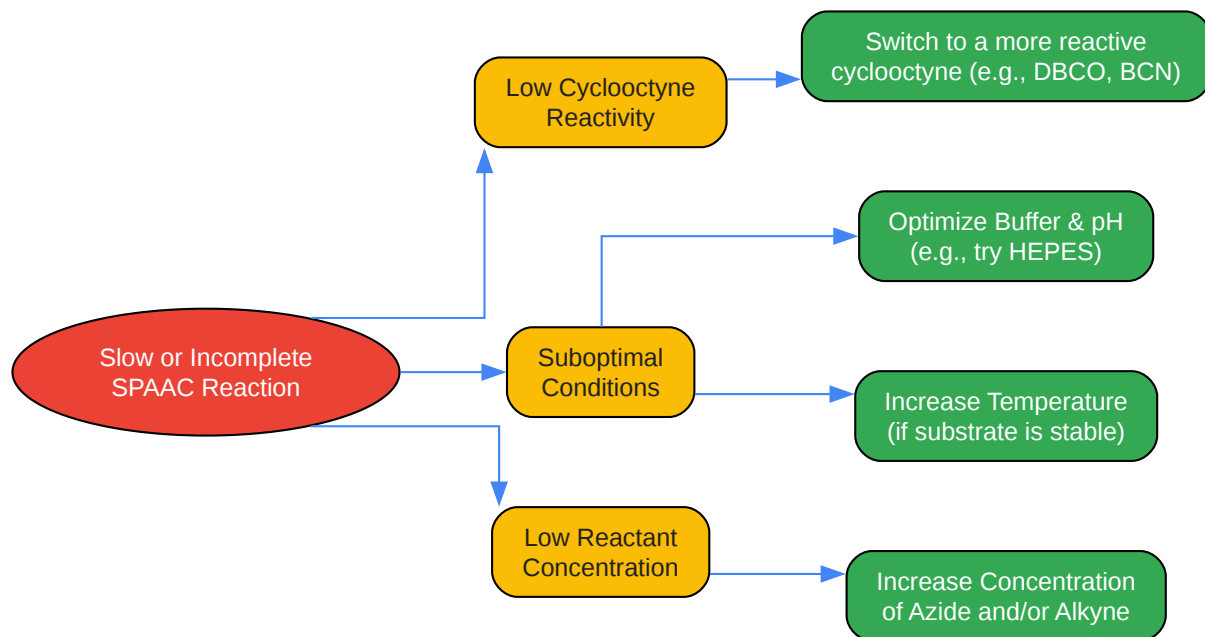 Slow or Incomplete
SPAAC Reaction
Low Cyclooctyne
Reactivity
Switch to a more reactive
cyclooctyne (e.g., DBCO, BCN)
Suboptimal
Conditions
Optimize Buffer & pH
(e.g., try HEPES)
Increase Temperature
(if substrate is stable)
Low Reactant
Concentration
Increase Concentration
of Azide and/or Alkyne